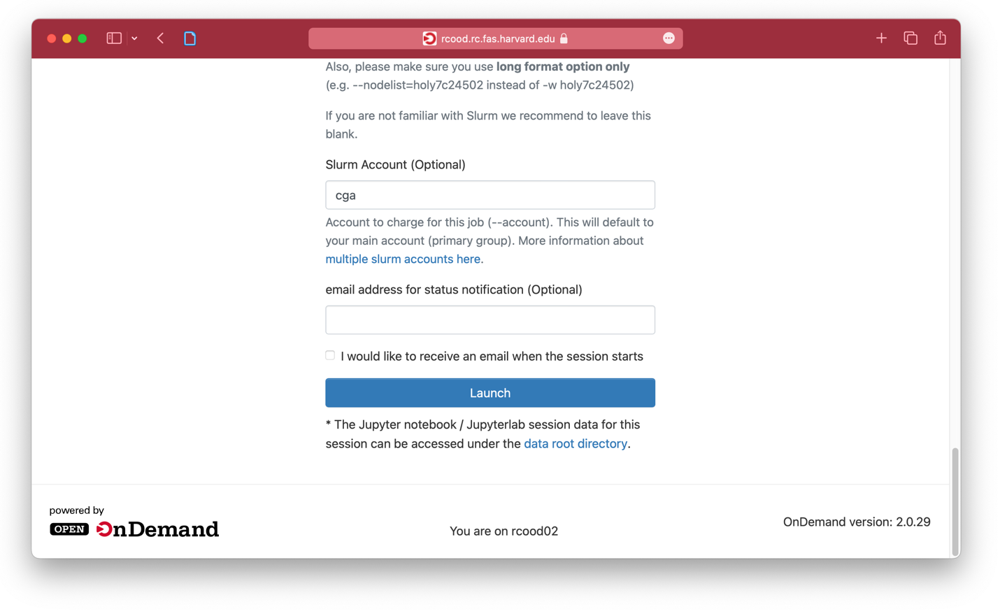 rcood.rc.fas.harvard.edu
Also, please make sure you use long format option only
(e.g. --nodelist=holy7c24502 instead of -w holy7c24502)
If you are not familiar with Slurm we recommend to leave this
blank.
Slurm Account (Optional)
cga
Account to charge for this job (--account). This will default to
your main account (primary group). More information about
multiple slurm accounts here.
email address for status notification (Optional)
I would like to receive an email when the session starts
Launch
* The Jupyter notebook / Jupyterlab session data for this
session can be accessed under the data root directory.
powered by
OPEN OnDemand
You are on rcood02
OnDemand version: 2.0.29